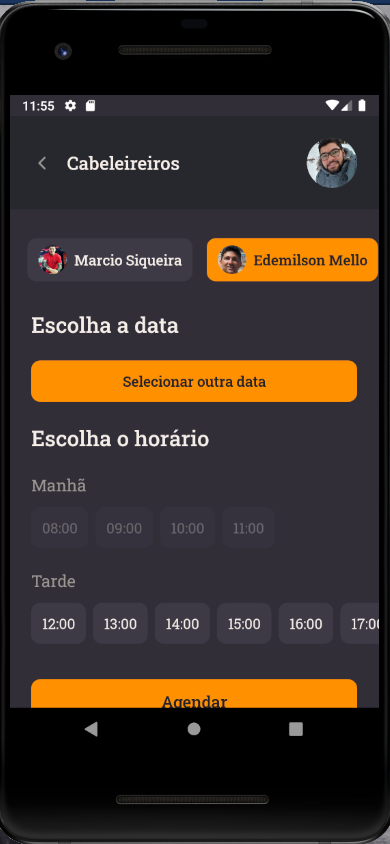 11:55
Cabeleireiros
Marcio Siqueira
Edemilson Mello
Escolha a data
Selecionar outra data
Escolha o horário
Manhã
08:00 09:00 10:00 11:00
Tarde
12:00 13:00 14:00 15:00 16:00 17:00
Agendar